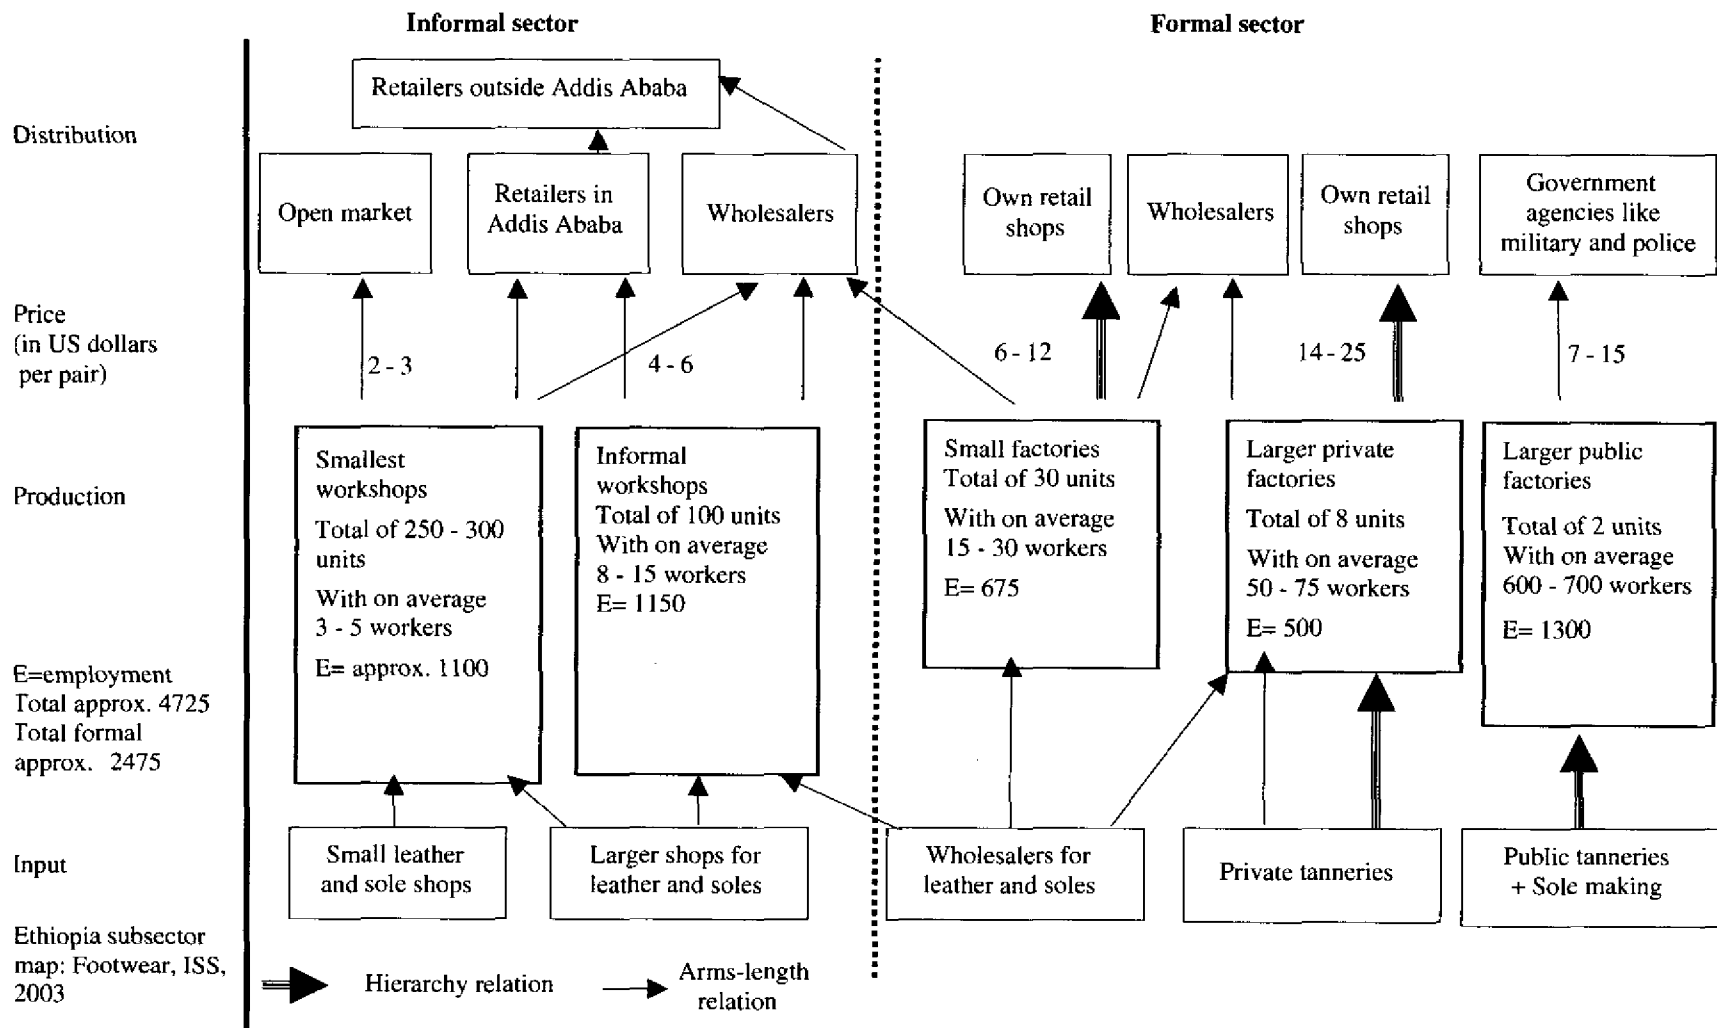 Informal sector
Formal sector
Distribution
Retailers outside Addis Ababa
Open market
Retailers in
Addis Ababa
Wholesalers
Own retail
shops
Wholesalers
Own retail
shops
Government
agencies like
military and police
Price
(in US dollars
per pair)
2 - 3
4 - 6
6 - 12
14 - 25
7 - 15
Production
Smallest
workshops
Total of 250 - 300
units
With on average
3 - 5 workers
E= approx. 1100
Informal
workshops
Total of 100 units
With on average
8 - 15 workers
E= 1150
Small factories
Total of 30 units
With on average
15 - 30 workers
E= 675
Larger private
factories
Total of 8 units
With on average
50 - 75 workers
E= 500
Larger public
factories
Total of 2 units
With on average
600 - 700 workers
E= 1300
E=employment
Total approx. 4725
Total formal
approx. 2475
Input
Small leather
and sole shops
Larger shops for
leather and soles
Wholesalers for
leather and soles
Private tanneries
Public tanneries
+ Sole making
Ethiopia subsector
map: Footwear, ISS,
2003
Hierarchy relation
Arms-length
relation